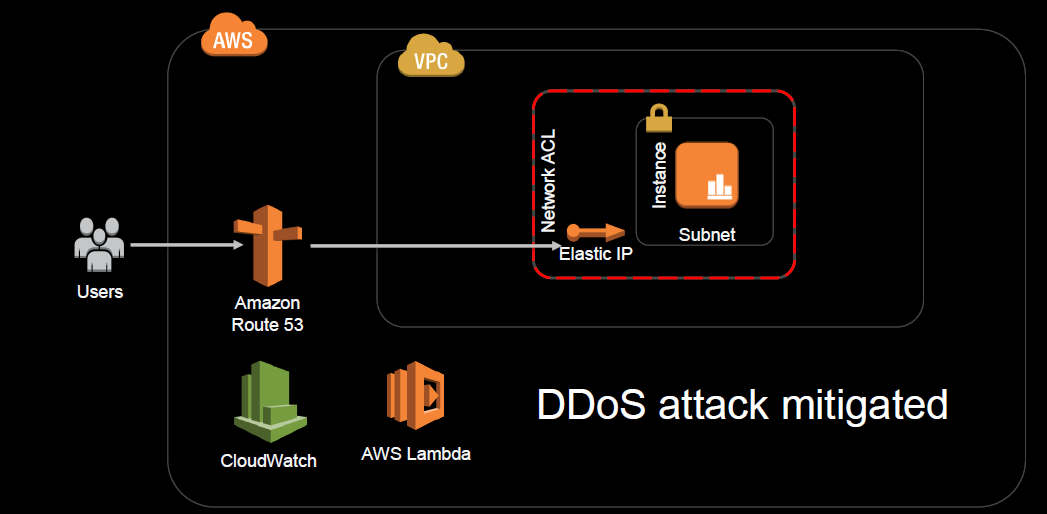 AWS
VPC
Network ACL
Instance
Subnet
Elastic IP
Users
Amazon
Route 53
CloudWatch
AWS Lambda
DDoS attack mitigated